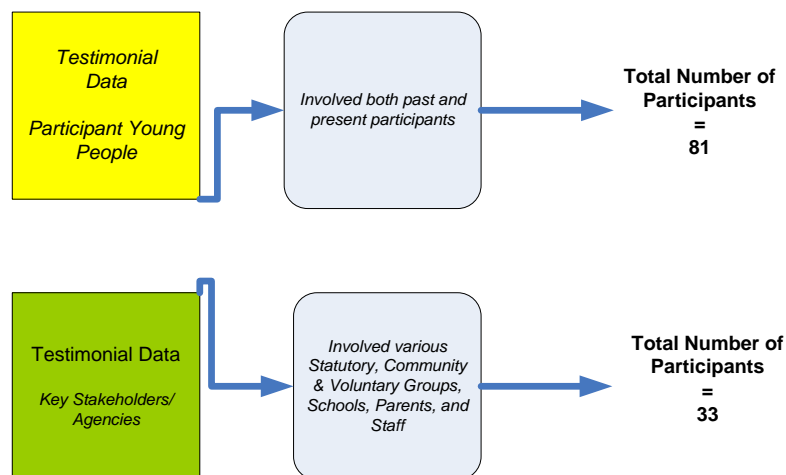 Testimonial
Data
Participant Young
People
Involved both past and
present participants
Total Number of
Participants
=
81
Testimonial Data
Key Stakeholders/
Agencies
Involved various
Statutory, Community
& Voluntary Groups,
Schools, Parents, and
Staff
Total Number of
Participants
=
33